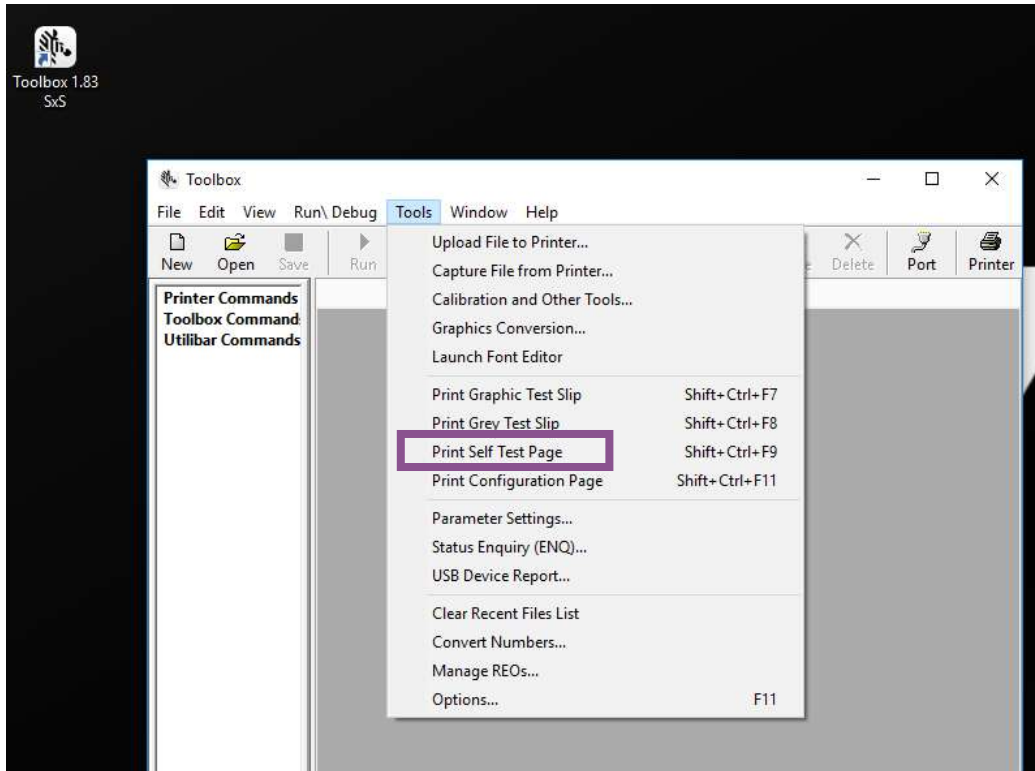 Toolbox 1.83
SxS
Toolbox
File Edit View Run\ Debug Tools Window Help
New Open Save Run Delete Port Printer
Printer Commands
Toolbox Command
Utilibar Commands
Upload File to Printer...
Capture File from Printer...
Calibration and Other Tools...
Graphics Conversion...
Launch Font Editor
Print Graphic Test Slip Shift+Ctrl+F7
Print Grey Test Slip Shift+Ctrl+F8
Print Self Test Page Shift+Ctrl+F9
Print Configuration Page Shift+Ctrl+F11
Parameter Settings...
Status Enquiry (ENQ)...
USB Device Report...
Clear Recent Files List
Convert Numbers...
Manage REOs...
Options... F11